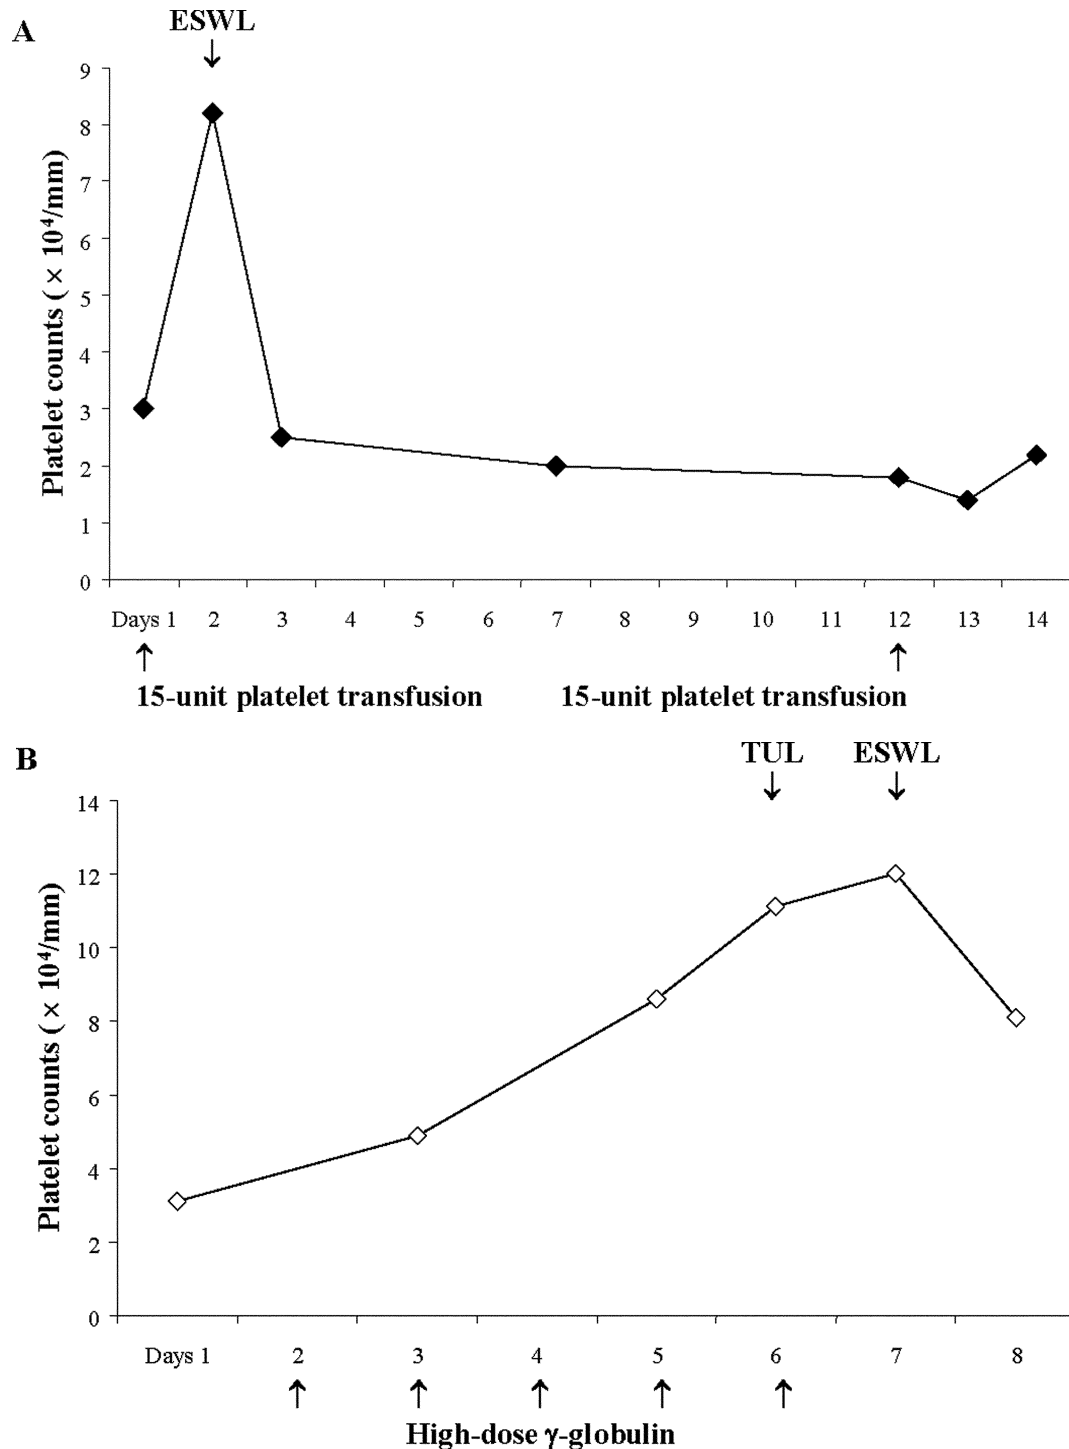 A
ESWL
Platelet counts ( × 10⁴/mm)
9
8
7
6
5
4
3
2
1
0
Days 1 2 3 4 5 6 7 8 9 10 11 12 13 14
15-unit platelet transfusion 15-unit platelet transfusion
B
TUL ESWL
Platelet counts ( × 10⁴/mm)
14
12
10
8
6
4
2
0
Days 1 2 3 4 5 6 7 8
High-dose γ-globulin